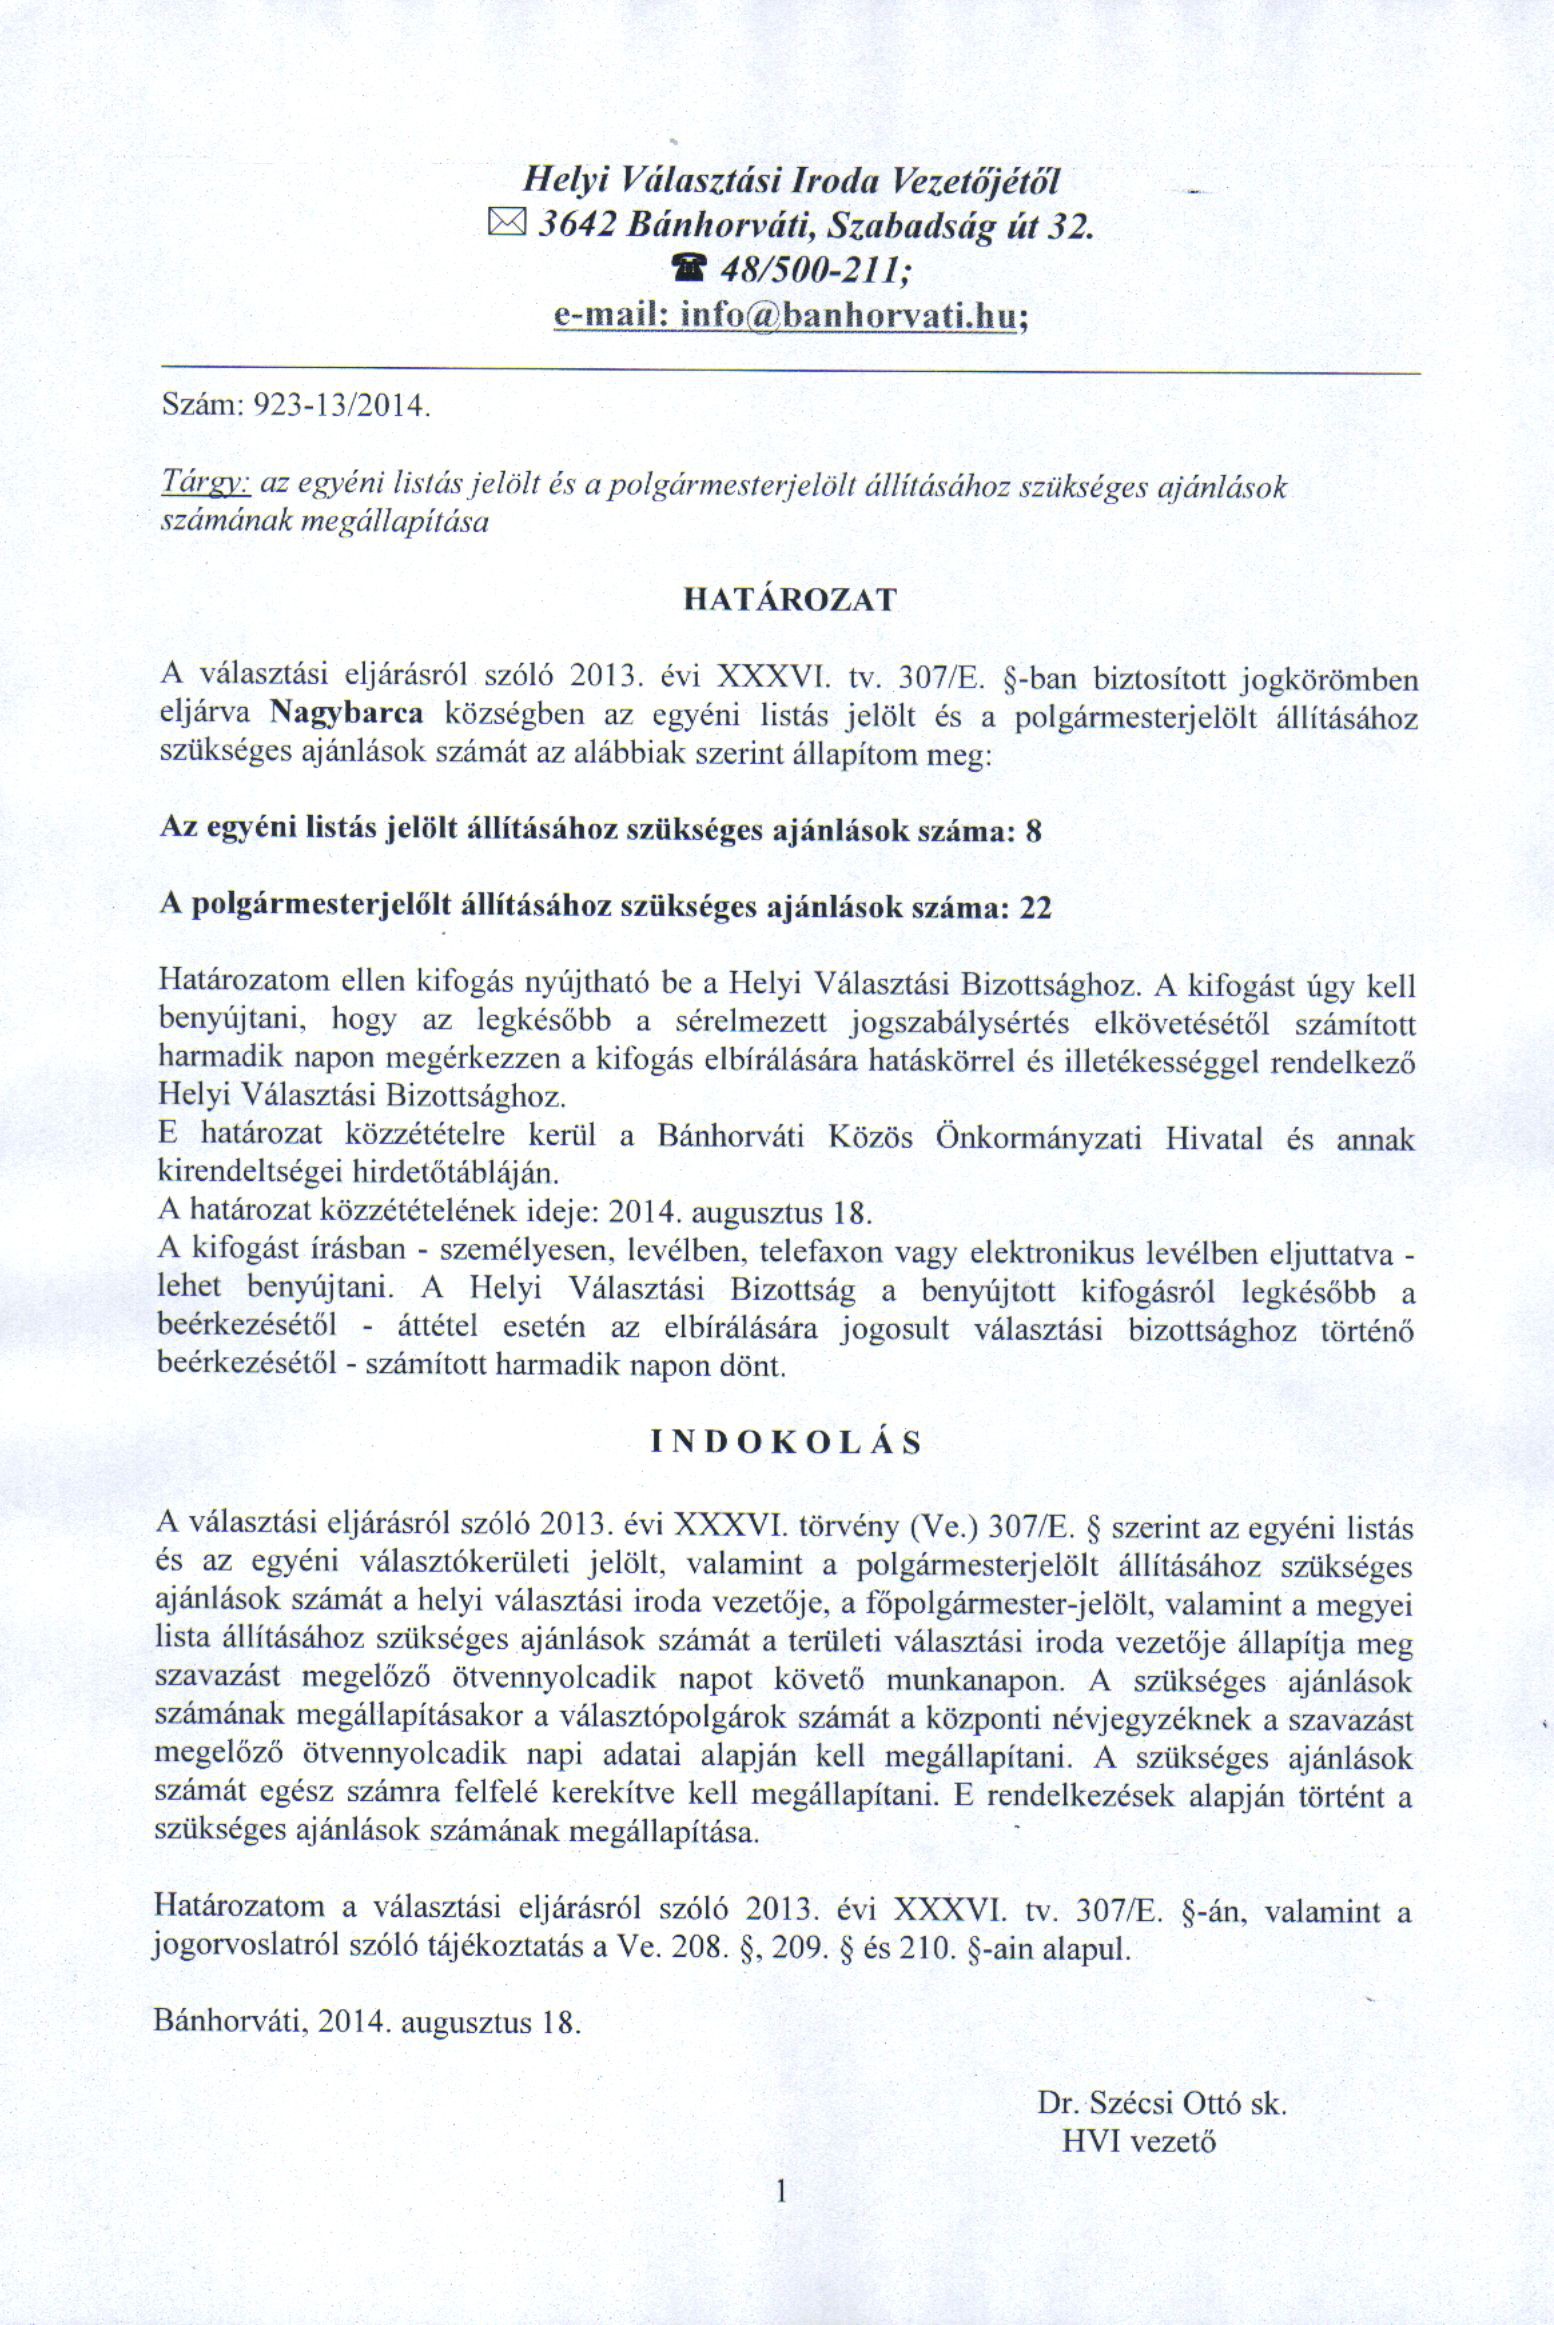 Helyi Választási Iroda Vezetőjétől
✉ 3642 Bánhorváti, Szabadság út 32.
☎ 48/500-211;
e-mail: info@banhorvati.hu;
Szám: 923-13/2014.
Tárgy: az egyéni listás jelölt és a polgármesterjelölt állításához szükséges ajánlások
számának megállapítása
HATÁROZAT
A választási eljárásról szóló 2013. évi XXXVI. tv. 307/E. §-ban biztosított jogkörömben
eljárva Nagybarca községben az egyéni listás jelölt és a polgármesterjelölt állításához
szükséges ajánlások számát az alábbiak szerint állapítom meg:
Az egyéni listás jelölt állításához szükséges ajánlások száma: 8
A polgármesterjelőlt állításához szükséges ajánlások száma: 22
Határozatom ellen kifogás nyújtható be a Helyi Választási Bizottsághoz. A kifogást úgy kell
benyújtani, hogy az legkésőbb a sérelmezett jogszabálysértés elkövetésétől számított
harmadik napon megérkezzen a kifogás elbírálására hatáskörrel és illetékességgel rendelkező
Helyi Választási Bizottsághoz.
E határozat közzétételre kerül a Bánhorváti Közös Önkormányzati Hivatal és annak
kirendeltségei hirdetőtábláján.
A határozat közzétételének ideje: 2014. augusztus 18.
A kifogást írásban - személyesen, levélben, telefaxon vagy elektronikus levélben eljuttatva -
lehet benyújtani. A Helyi Választási Bizottság a benyújtott kifogásról legkésőbb a
beérkezésétől - áttétel esetén az elbírálására jogosult választási bizottsághoz történő
beérkezésétől - számított harmadik napon dönt.
INDOKOLÁS
A választási eljárásról szóló 2013. évi XXXVI. törvény (Ve.) 307/E. § szerint az egyéni listás
és az egyéni választókerületi jelölt, valamint a polgármesterjelölt állításához szükséges
ajánlások számát a helyi választási iroda vezetője, a főpolgármester-jelölt, valamint a megyei
lista állításához szükséges ajánlások számát a területi választási iroda vezetője állapítja meg
szavazást megelőző ötvennyolcadik napot követő munkanapon. A szükséges ajánlások
számának megállapításakor a választópolgárok számát a központi névjegyzéknek a szavazást
megelőző ötvennyolcadik napi adatai alapján kell megállapítani. A szükséges ajánlások
számát egész számra felfelé kerekítve kell megállapítani. E rendelkezések alapján történt a
szükséges ajánlások számának megállapítása.
Határozatom a választási eljárásról szóló 2013. évi XXXVI. tv. 307/E. §-án, valamint a
jogorvoslatról szóló tájékoztatás a Ve. 208. §, 209. § és 210. §-ain alapul.
Bánhorváti, 2014. augusztus 18.
Dr. Szécsi Ottó sk.
HVI vezető
1